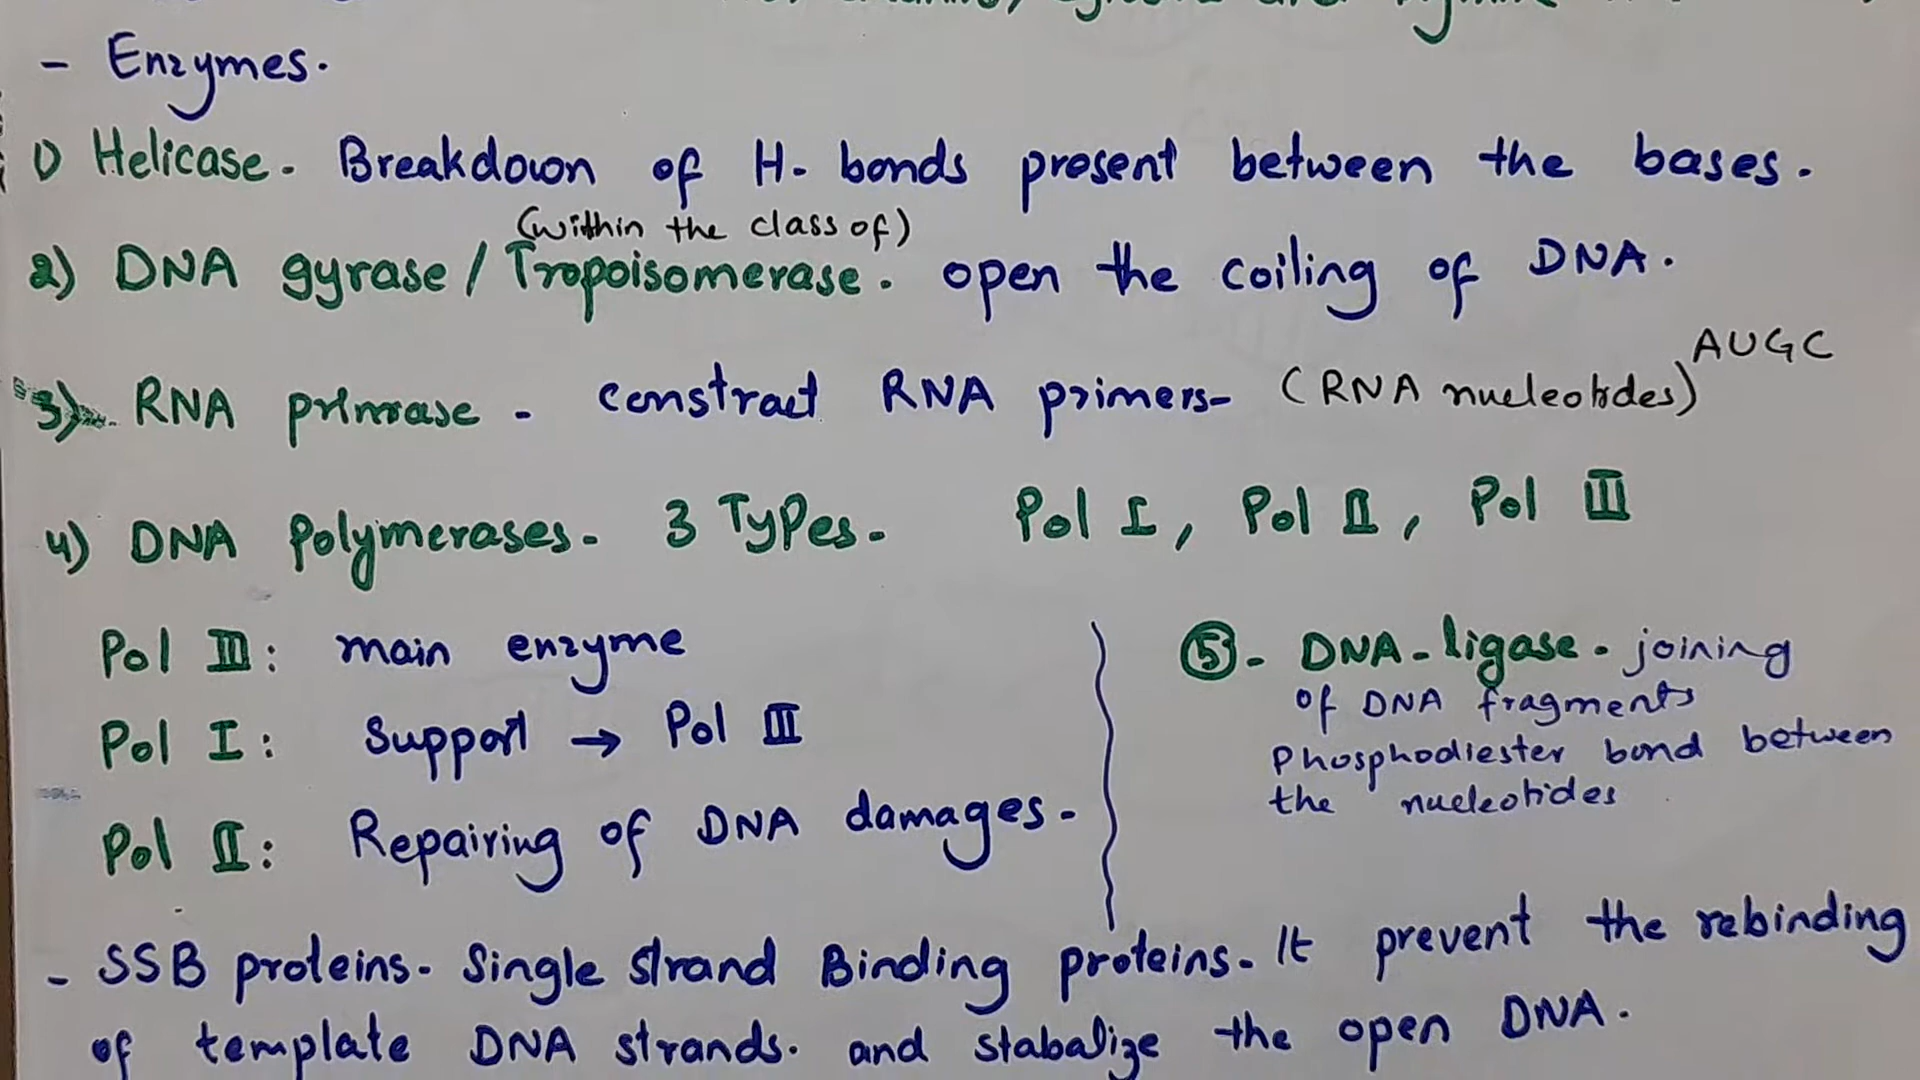 - Enzymes.
1) Helicase. Breakdown of H- bonds present between the bases.
(within the class of)
2) DNA gyrase / Tropoisomerase. open the coiling of DNA.
AUGC
3) RNA primase - constract RNA primers- (RNA nucleotides)
4) DNA Polymerases. 3 Types. Pol I, Pol II, Pol III
Pol III: main enzyme
Pol I: Support → Pol III
Pol II: Repairing of DNA damages.
5 - DNA-ligase. joining
of DNA fragments
Phosphodiester bond between
the nucleotides
- SSB proteins. Single Strand Binding proteins. It prevent the rebinding
of template DNA strands. and stabalize the open DNA.